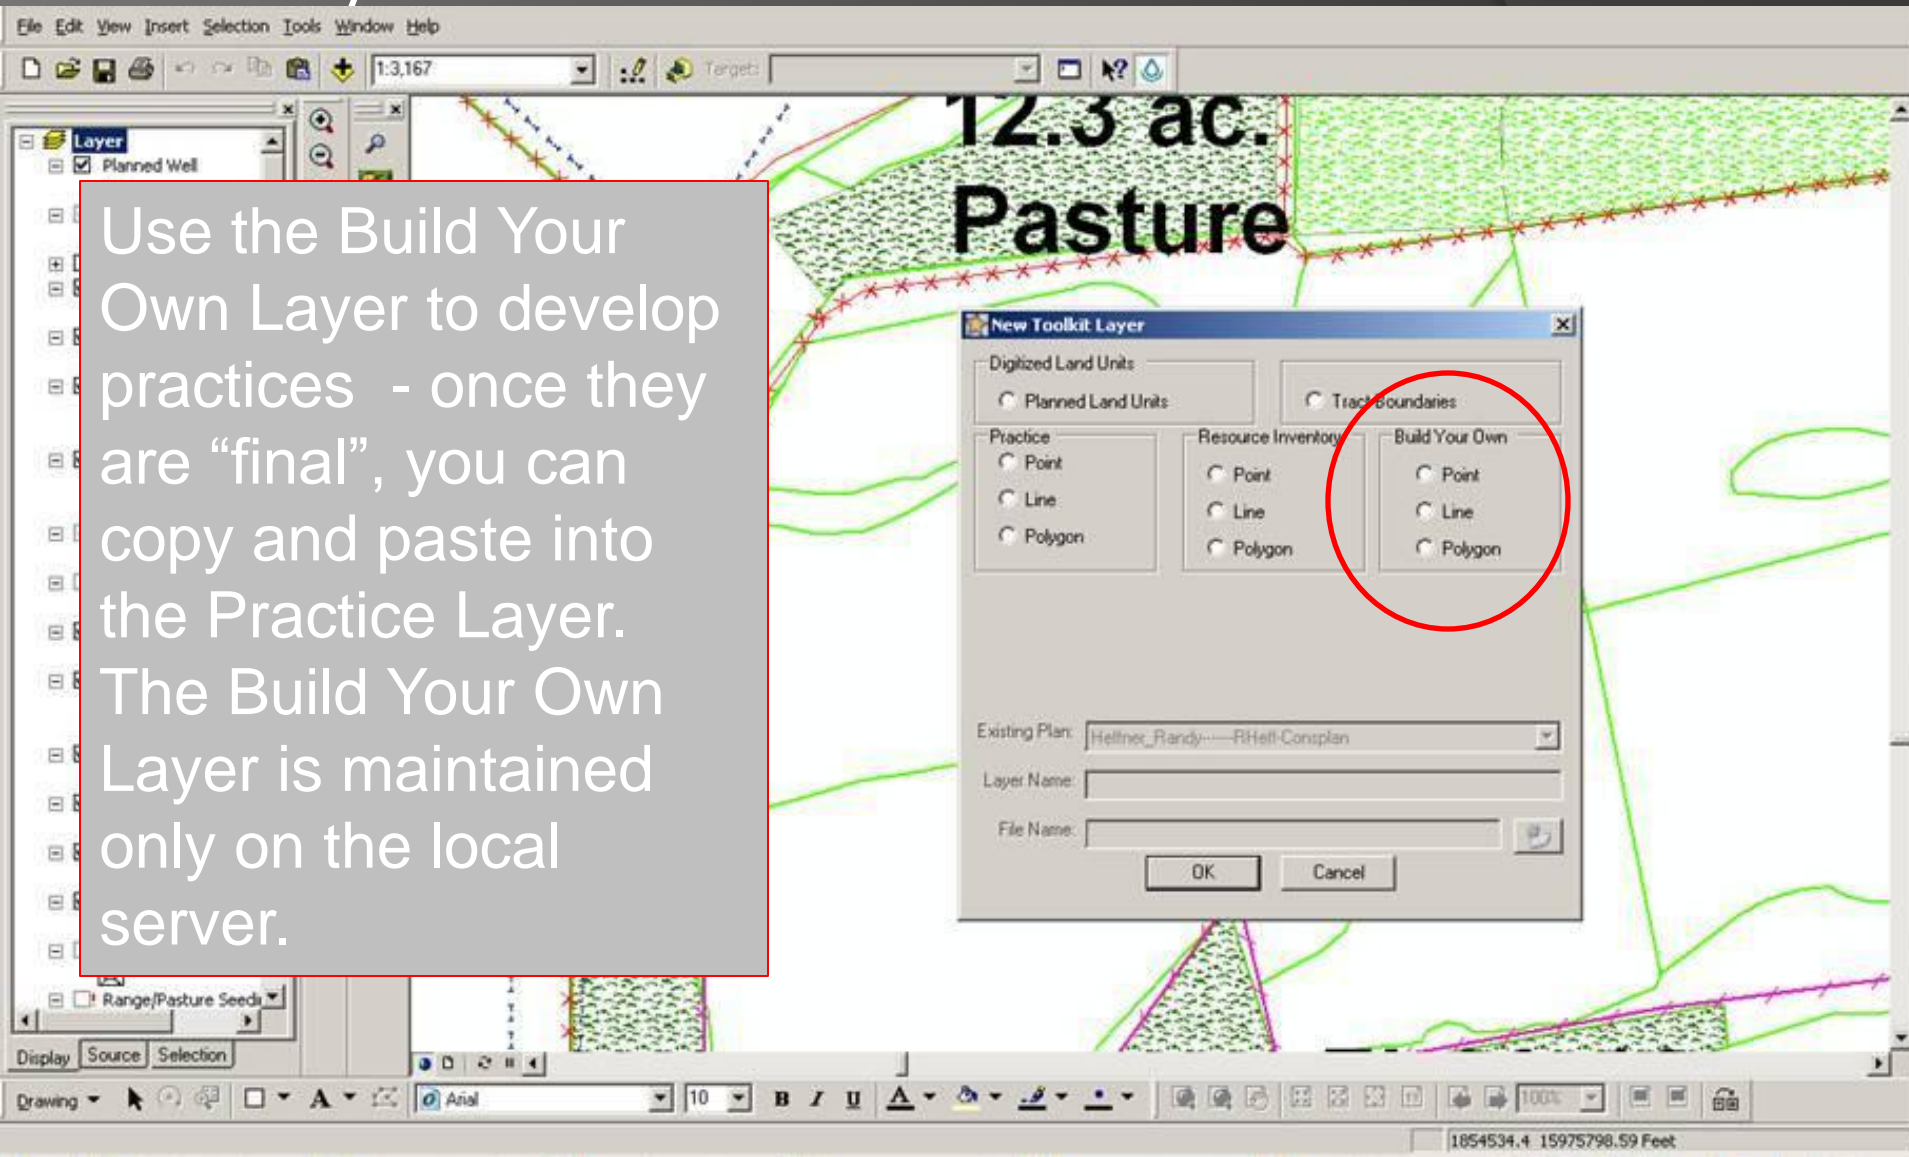 File Edit View Insert Selection Tools Window Help
1:3,167
Target:
Layer
Planned Well
12.3 ac.
Pasture
Use the Build Your
Own Layer to develop
practices - once they
are “final”, you can
copy and paste into
the Practice Layer.
The Build Your Own
Layer is maintained
only on the local
server.
New Toolkit Layer
Digitized Land Units
Planned Land Units
Tract Boundaries
Practice
Point
Line
Polygon
Resource Inventory
Point
Line
Polygon
Build Your Own
Point
Line
Polygon
Existing Plan: Helfner_Randy------RHelf-Consplan
Layer Name:
File Name:
OK Cancel
Range/Pasture Seedi
Display Source Selection
Drawing A Arial 10 B I U A 100%
1854534.4 15975798.59 Feet